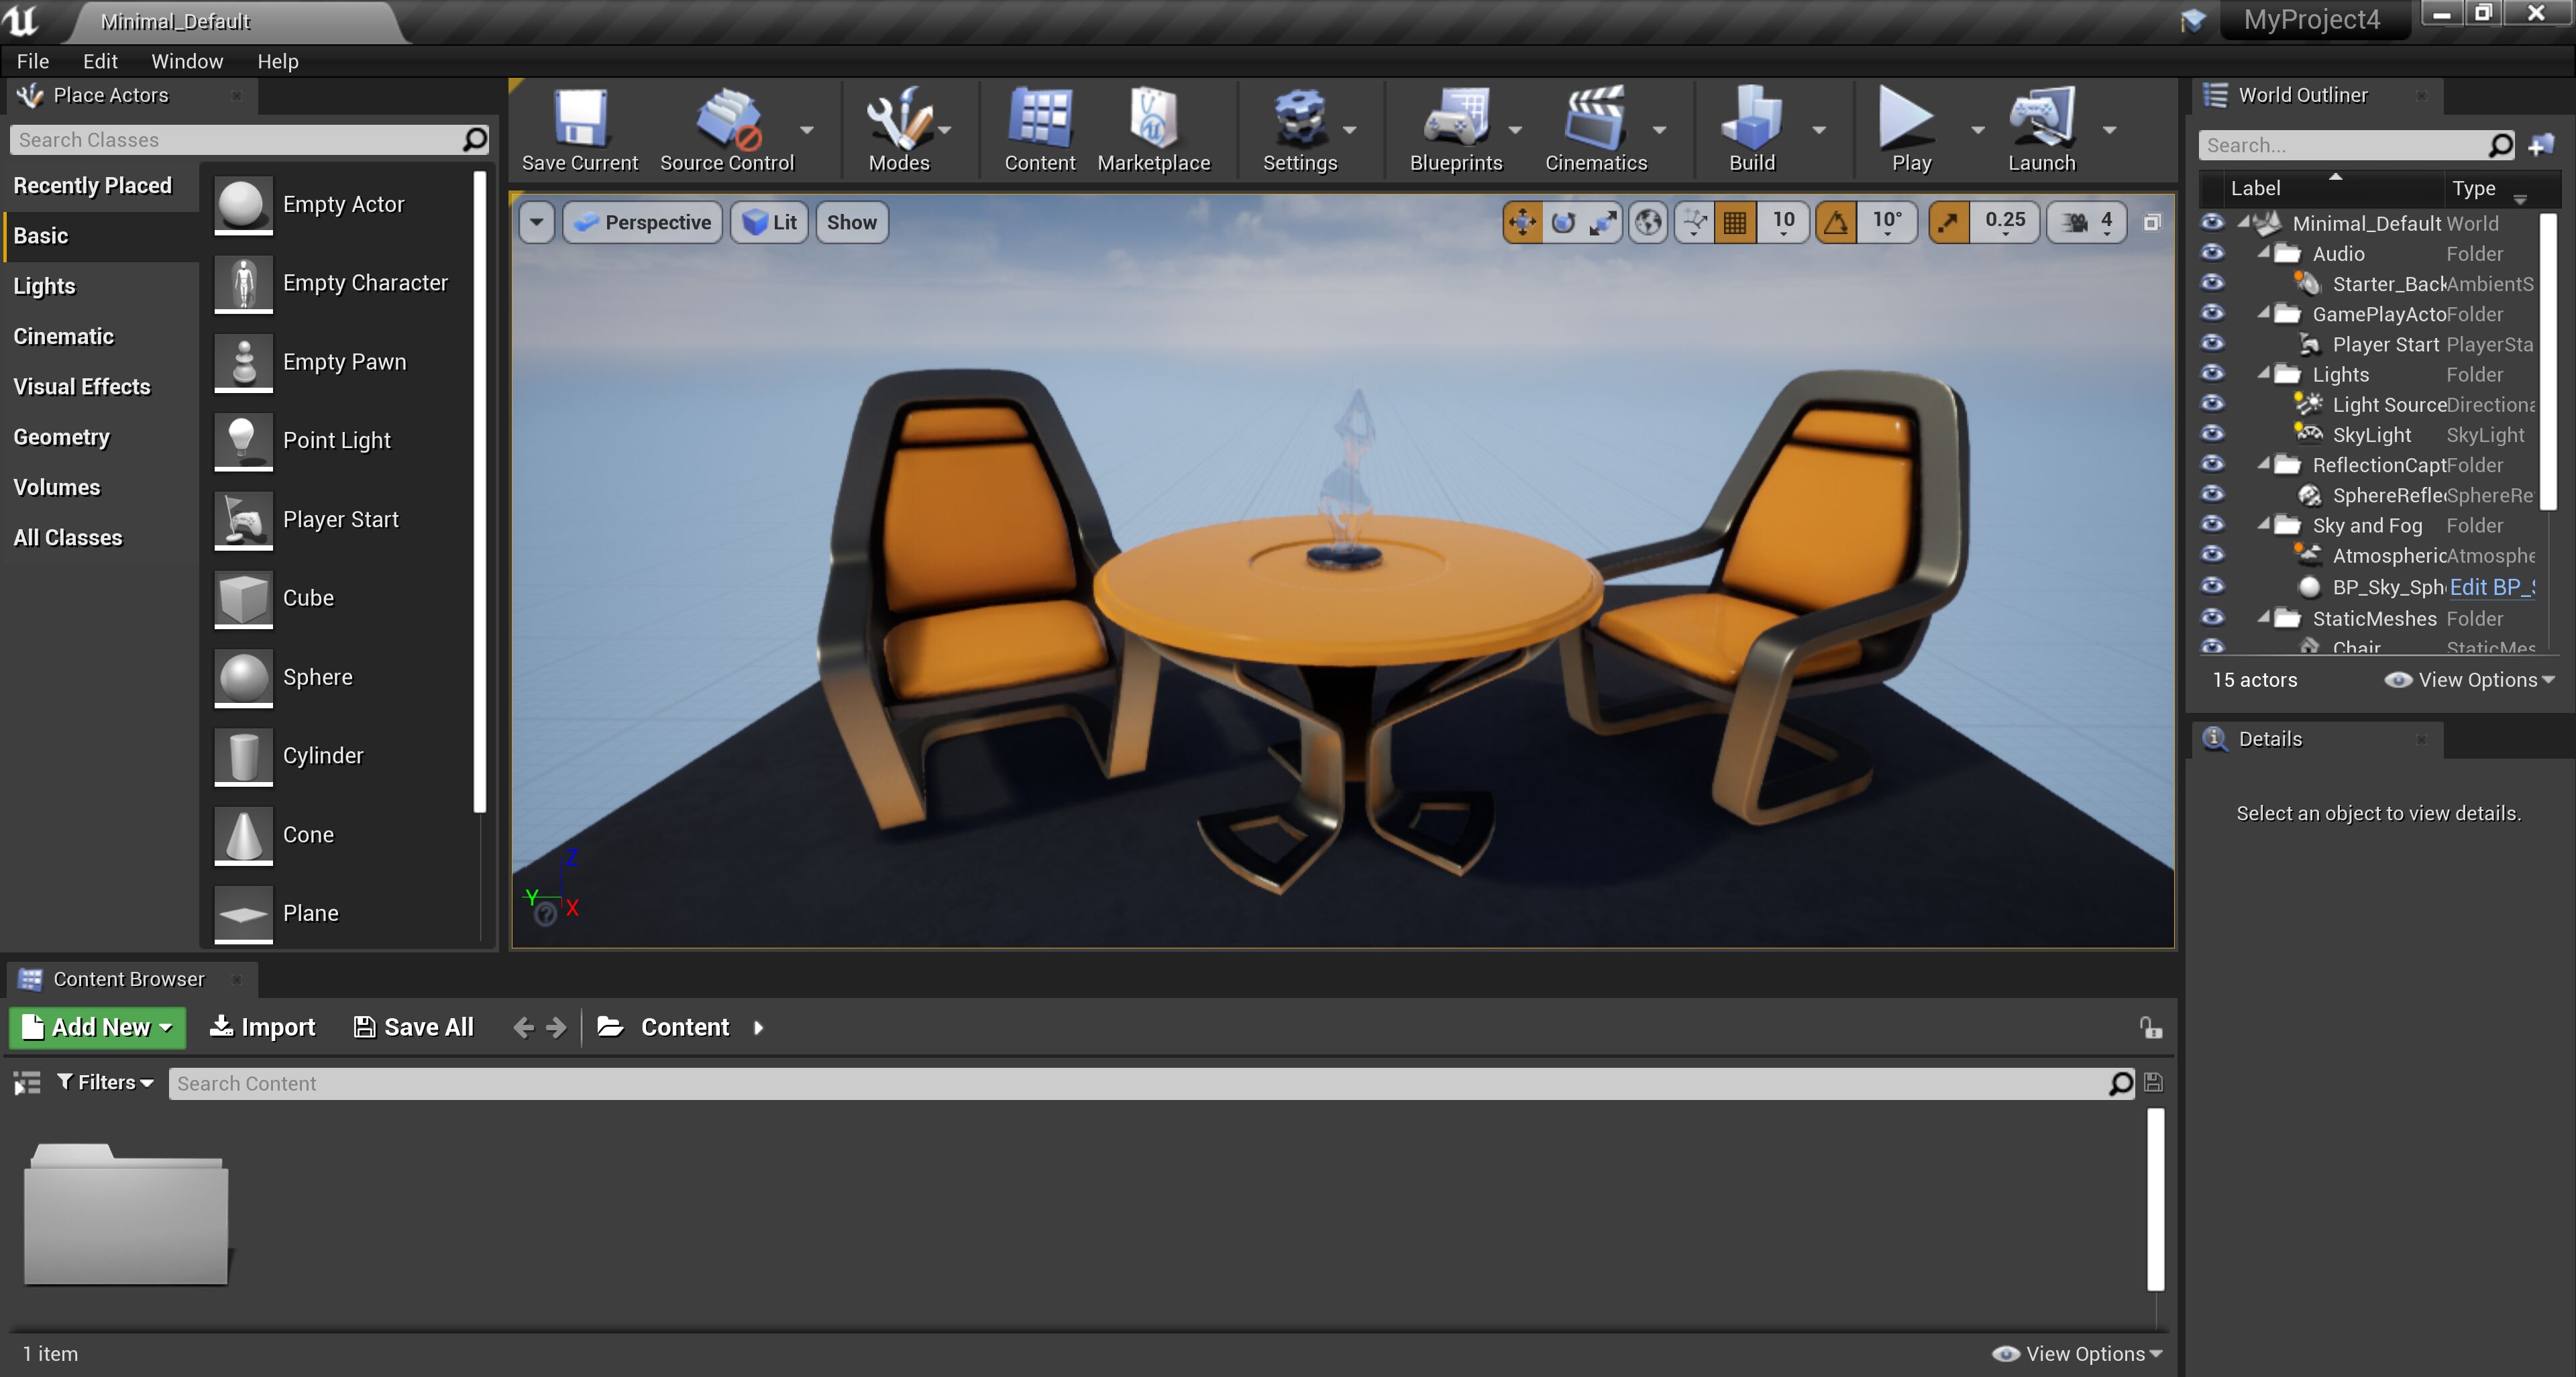 Minimal_Default
MyProject4
File Edit Window Help
Place Actors
Search Classes
Recently Placed
Basic
Lights
Cinematic
Visual Effects
Geometry
Volumes
All Classes
Empty Actor
Empty Character
Empty Pawn
Point Light
Player Start
Cube
Sphere
Cylinder
Cone
Plane
Save Current Source Control Modes Content Marketplace Settings Blueprints Cinematics Build Play Launch
Perspective Lit Show 10 10° 0.25 4
Z
Y
X
World Outliner
Search...
Label Type
Minimal_Default World
Audio Folder
Starter_Back AmbientS
GamePlayActo Folder
Player Start PlayerSta
Lights Folder
Light Source Directiona
SkyLight SkyLight
ReflectionCapt Folder
SphereReflec SphereRe
Sky and Fog Folder
Atmospheric Atmosphe
BP_Sky_Sph Edit BP_S
StaticMeshes Folder
Chair StaticMes
15 actors View Options
Details
Select an object to view details.
Content Browser
Add New Import Save All Content
Filters Search Content
1 item View Options